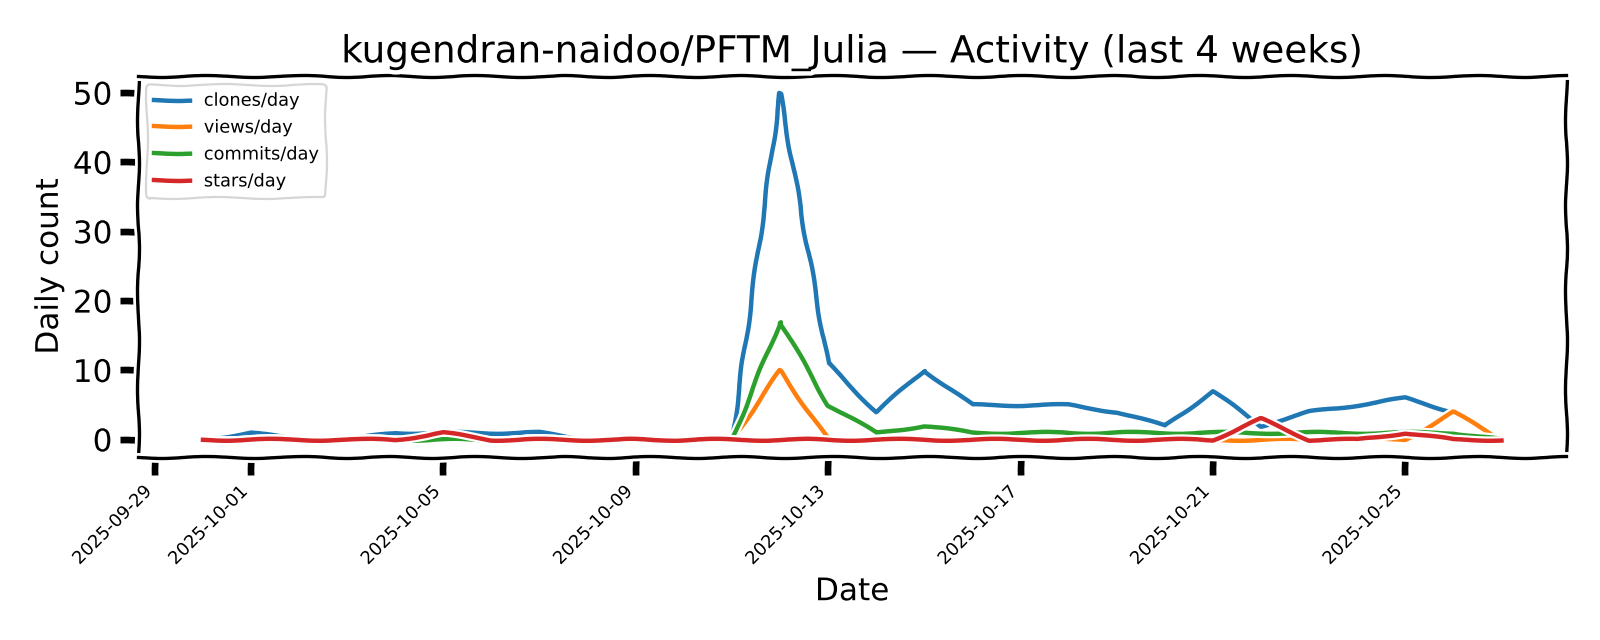 kugendran-naidoo/PFTM_Julia — Activity (last 4 weeks)
clones/day
views/day
commits/day
stars/day
Daily count
50
40
30
20
10
0
2025-09-29
2025-10-01
2025-10-05
2025-10-09
2025-10-13
2025-10-17
2025-10-21
2025-10-25
Date